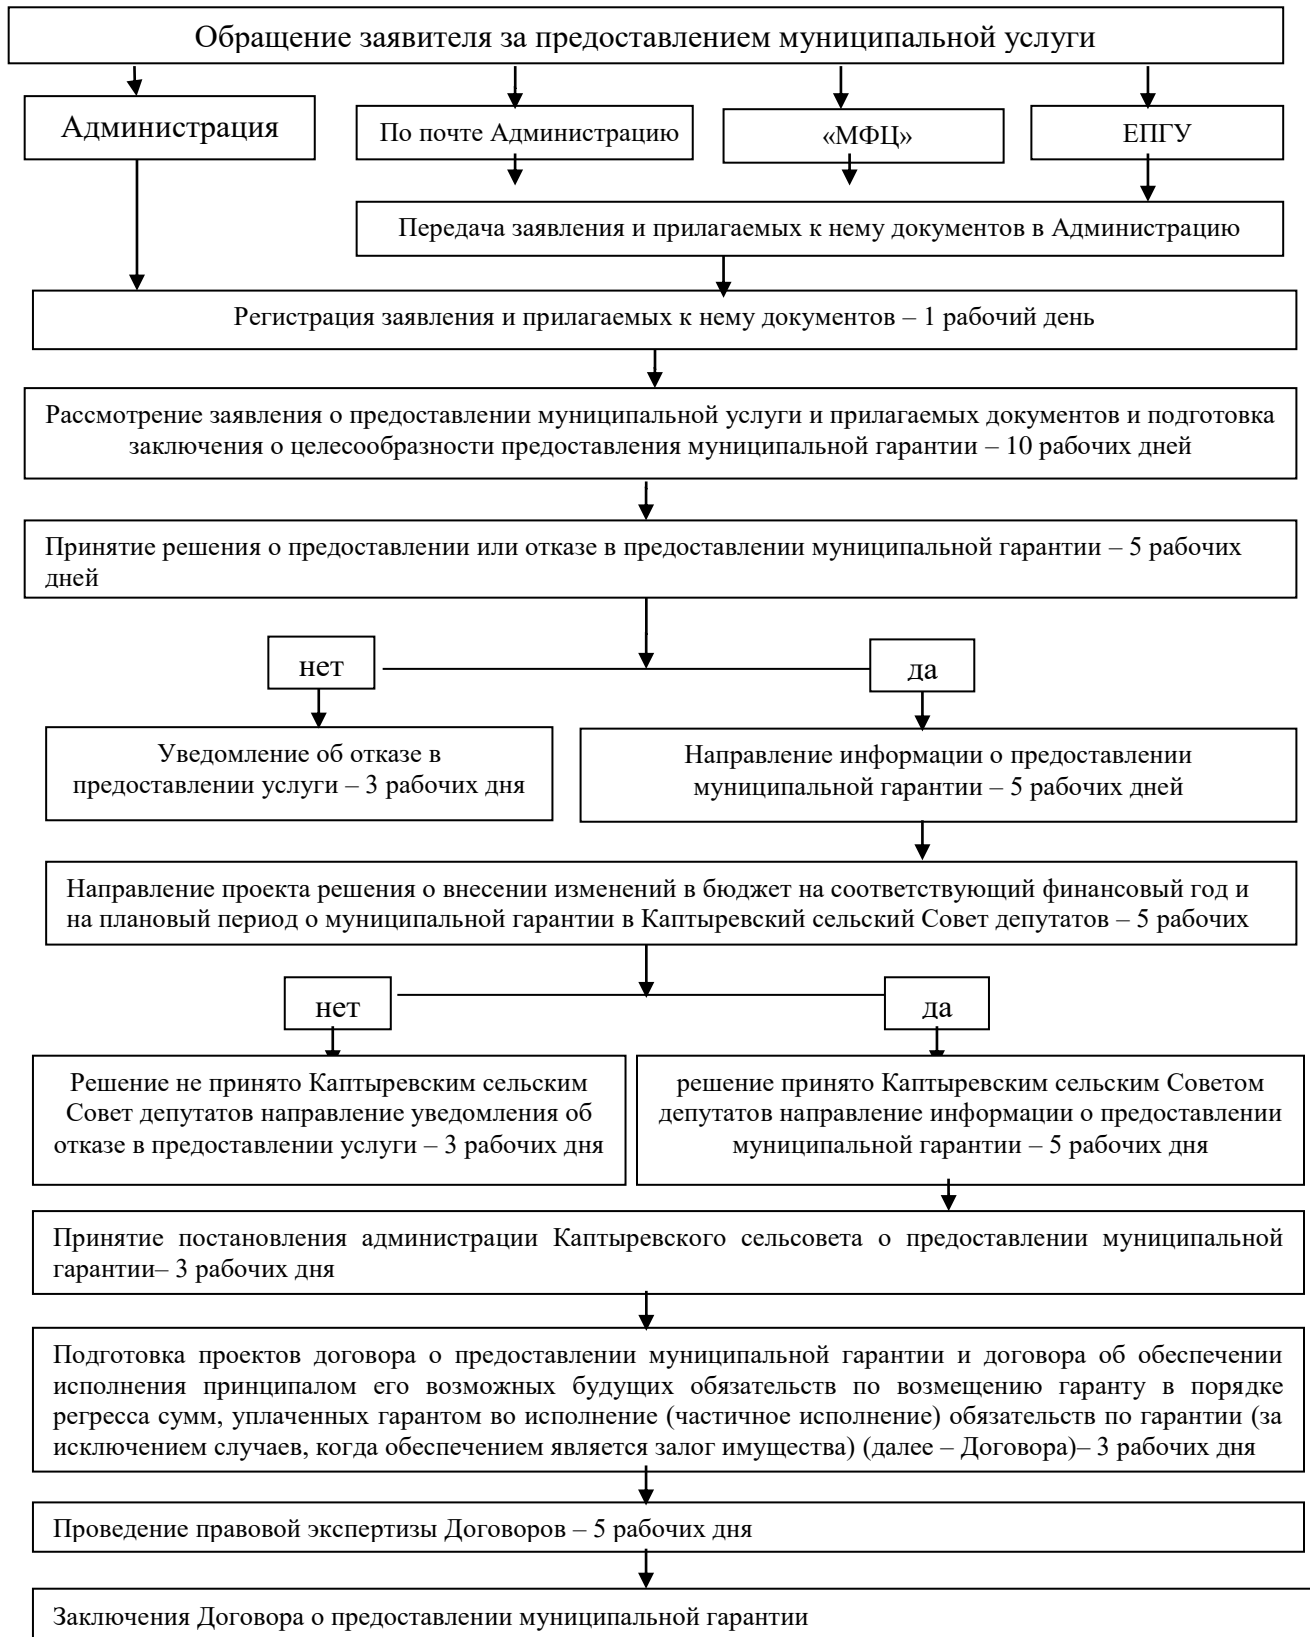 Обращение заявителя за предоставлением муниципальной услуги
Администрация
По почте Администрацию
«МФЦ»
ЕПГУ
Передача заявления и прилагаемых к нему документов в Администрацию
Регистрация заявления и прилагаемых к нему документов – 1 рабочий день
Рассмотрение заявления о предоставлении муниципальной услуги и прилагаемых документов и подготовка
заключения о целесообразности предоставления муниципальной гарантии – 10 рабочих дней
Принятие решения о предоставлении или отказе в предоставлении муниципальной гарантии – 5 рабочих
дней
нет
да
Уведомление об отказе в
предоставлении услуги – 3 рабочих дня
Направление информации о предоставлении
муниципальной гарантии – 5 рабочих дней
Направление проекта решения о внесении изменений в бюджет на соответствующий финансовый год и
на плановый период о муниципальной гарантии в Каптыревский сельский Совет депутатов – 5 рабочих
нет
да
Решение не принято Каптыревским сельским
Совет депутатов направление уведомления об
отказе в предоставлении услуги – 3 рабочих дня
решение принято Каптыревским сельским Советом
депутатов направление информации о предоставлении
муниципальной гарантии – 5 рабочих дня
Принятие постановления администрации Каптыревского сельсовета о предоставлении муниципальной
гарантии– 3 рабочих дня
Подготовка проектов договора о предоставлении муниципальной гарантии и договора об обеспечении
исполнения принципалом его возможных будущих обязательств по возмещению гаранту в порядке
регресса сумм, уплаченных гарантом во исполнение (частичное исполнение) обязательств по гарантии (за
исключением случаев, когда обеспечением является залог имущества) (далее – Договора)– 3 рабочих дня
Проведение правовой экспертизы Договоров – 5 рабочих дня
Заключения Договора о предоставлении муниципальной гарантии